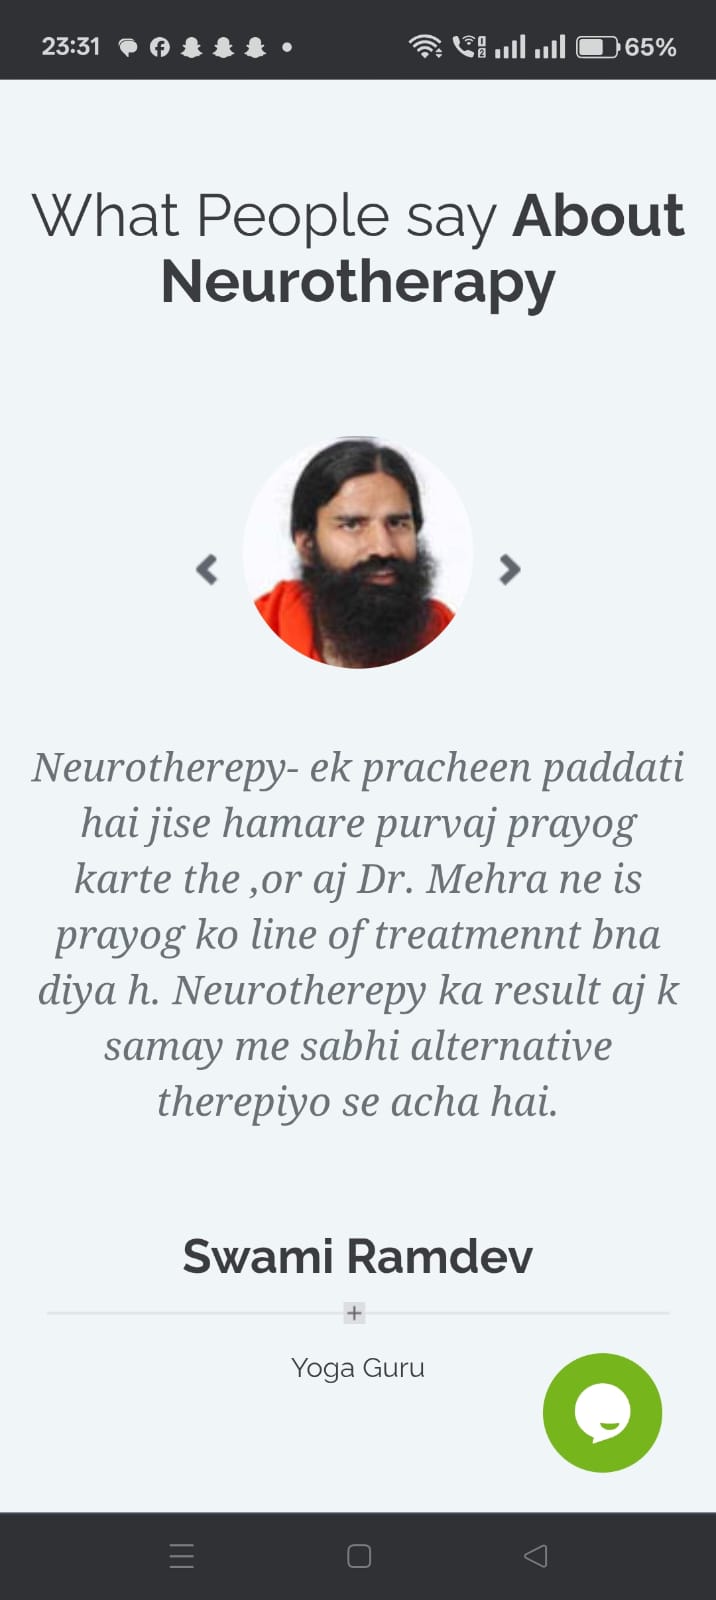 23:31
65%
What People say About
Neurotherapy
Neurotherepy- ek pracheen paddati
hai jise hamare purvaj prayog
karte the ,or aj Dr. Mehra ne is
prayog ko line of treatmennt bna
diya h. Neurotherepy ka result aj k
samay me sabhi alternative
therepiyo se acha hai.
Swami Ramdev
+
Yoga Guru